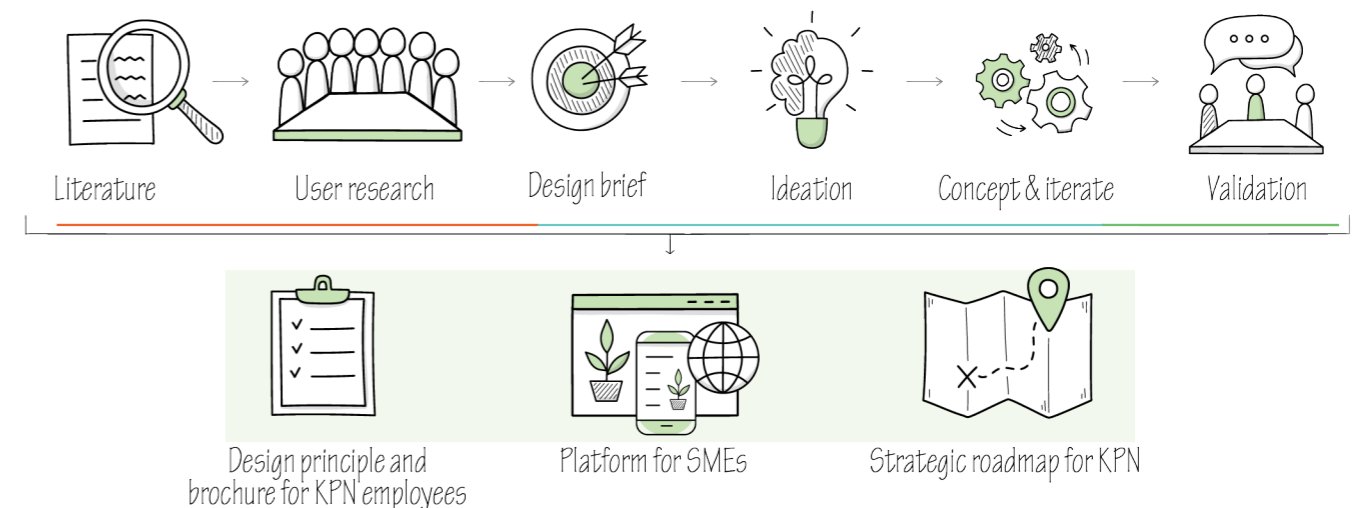 Literature
User research
Design brief
Ideation
Concept & iterate
Validation
Design principle and
brochure for KPN employees
Platform for SMEs
Strategic roadmap for KPN